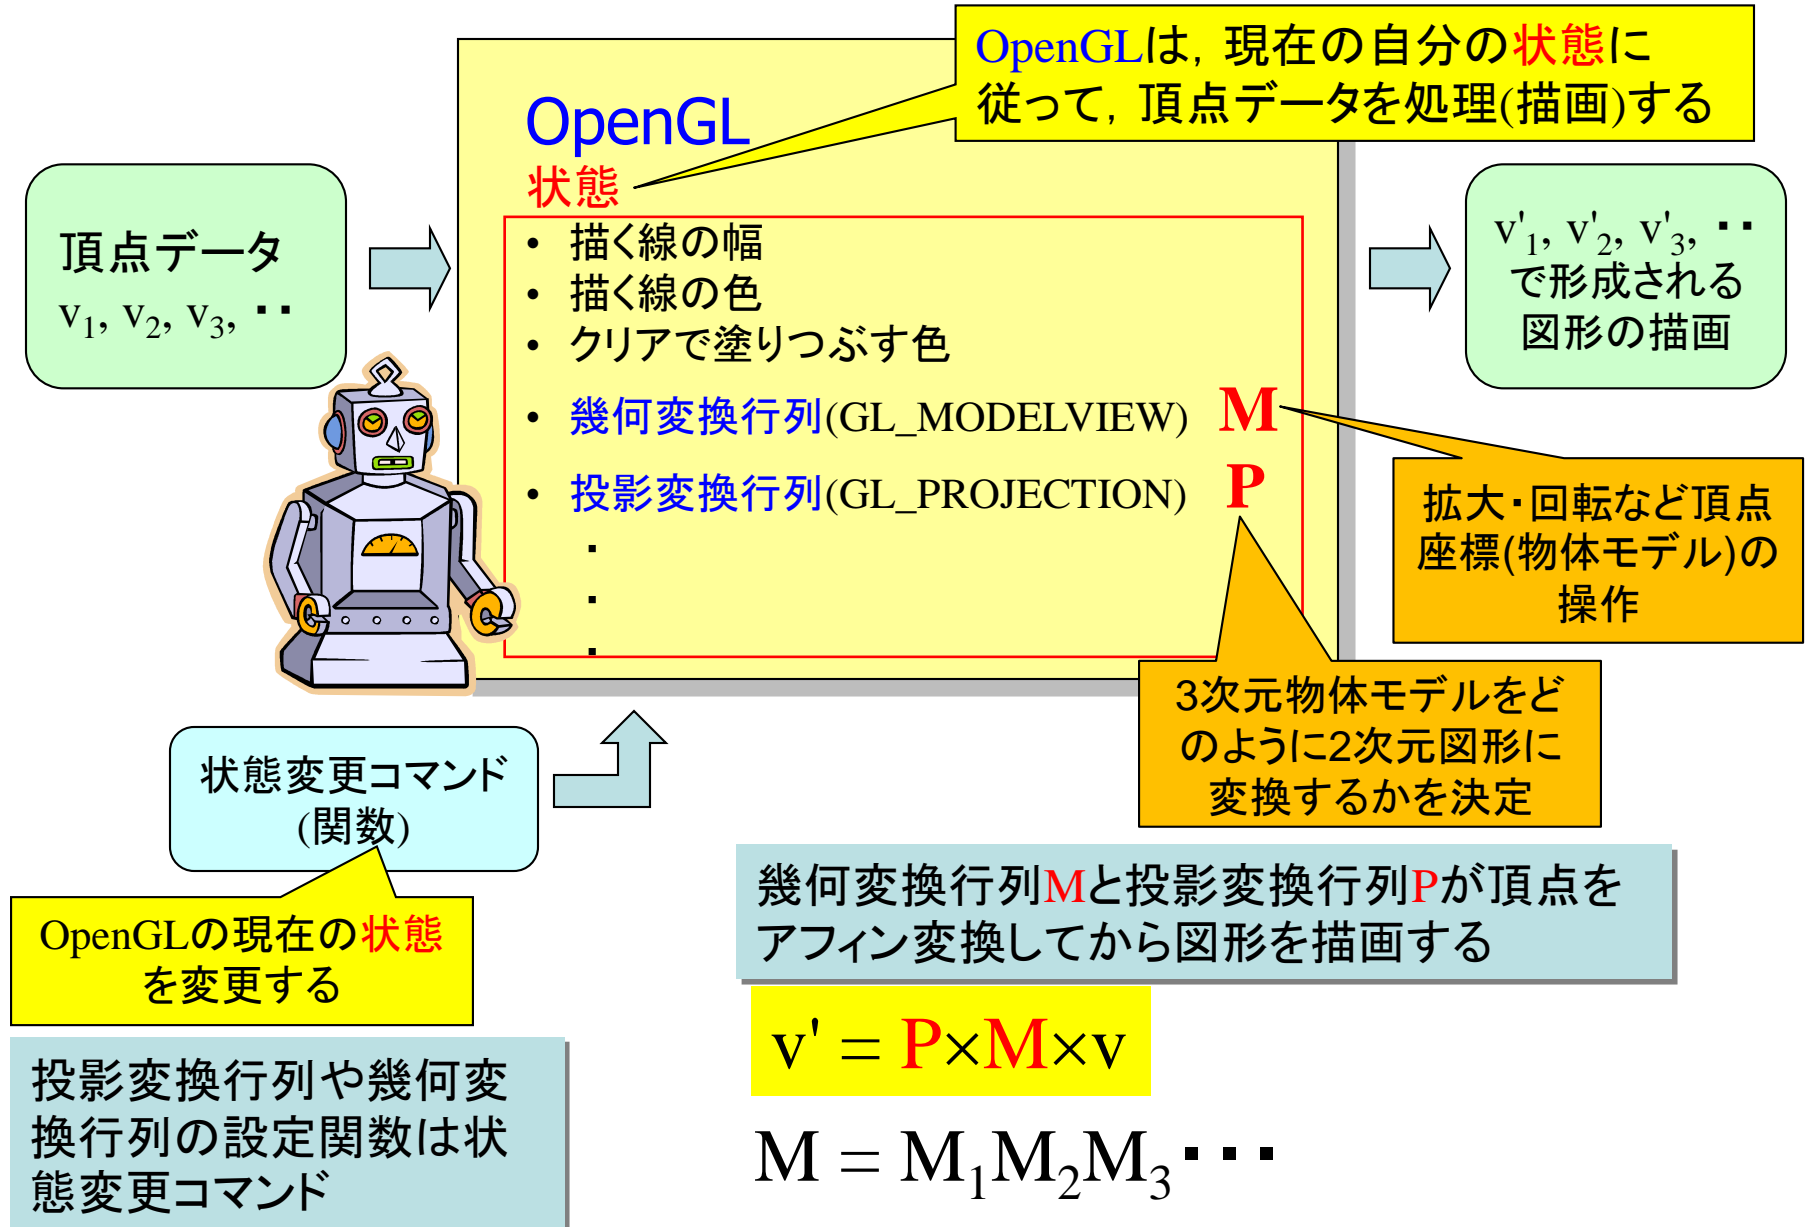 OpenGLは，現在の自分の状態に
従って，頂点データを処理(描画)する
OpenGL
状態
・ 描く線の幅
・ 描く線の色
・ クリアで塗りつぶす色
・ 幾何変換行列(GL_MODELVIEW) M
・ 投影変換行列(GL_PROJECTION) P
・
・
・
頂点データ
v1, v2, v3, ・・
v'1, v'2, v'3, ・・
で形成される
図形の描画
拡大・回転など頂点
座標(物体モデル)の
操作
3次元物体モデルをど
のように2次元図形に
変換するかを決定
状態変更コマンド
(関数)
OpenGLの現在の状態
を変更する
投影変換行列や幾何変
換行列の設定関数は状
態変更コマンド
幾何変換行列Mと投影変換行列Pが頂点を
アフィン変換してから図形を描画する
v' = P×M×v
M = M1M2M3・・・